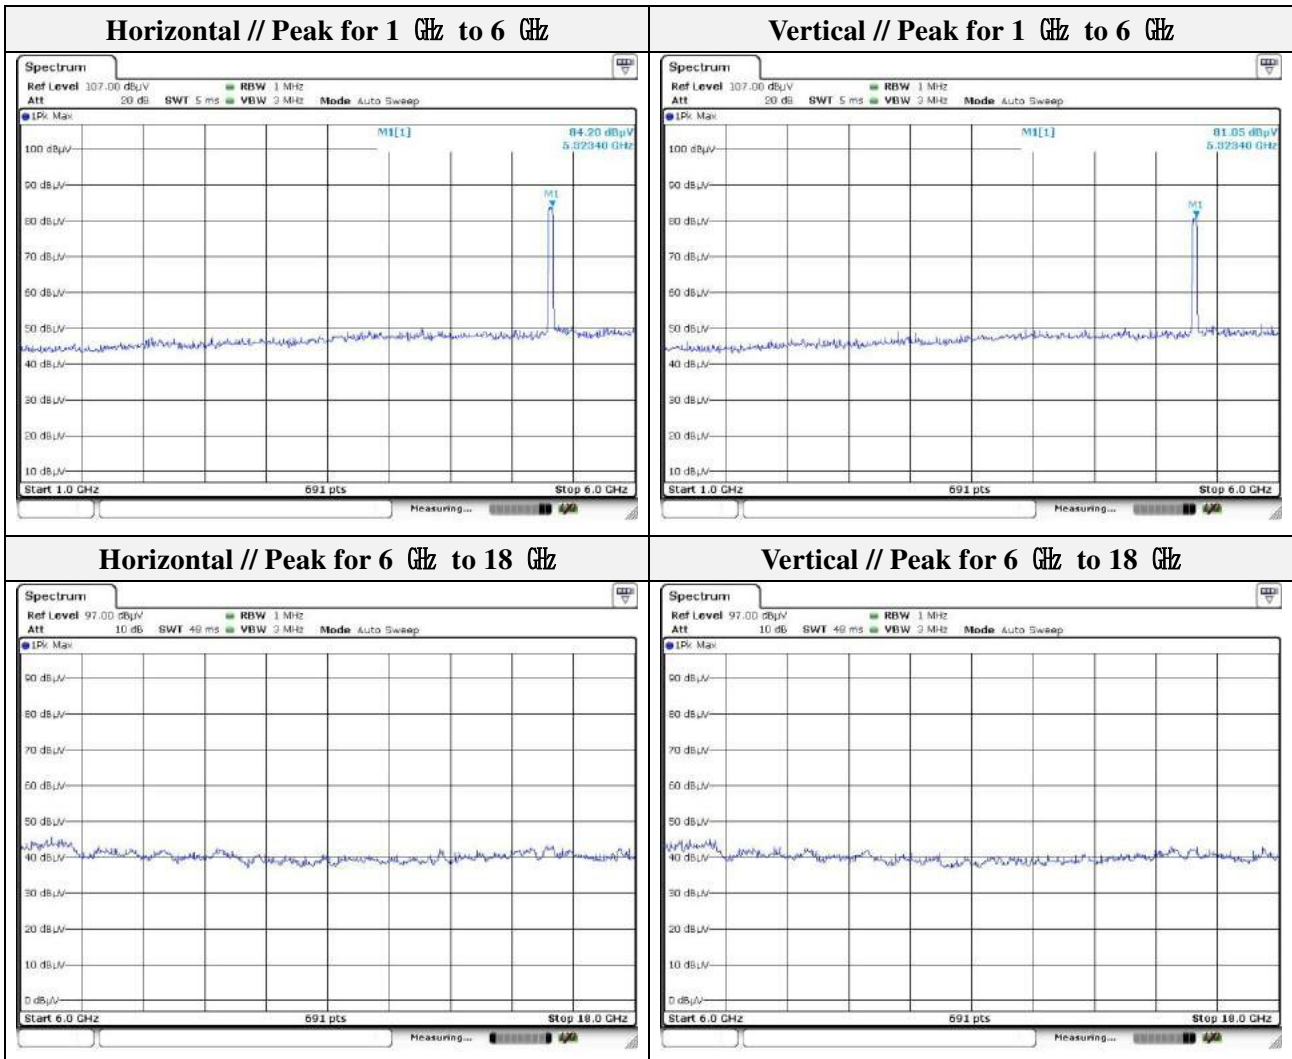 Horizontal // Peak for 1 ㎓ to 6 ㎓
Spectrum
Ref Level 107.00 dBµV RBW 1 MHz
Att 20 dB SWT 5 ms VBW 3 MHz Mode Auto Sweep
1Pk Max
M1[1] 84.20 dBµV
5.32340 GHz
M1
100 dBµV
90 dBµV
80 dBµV
70 dBµV
60 dBµV
50 dBµV
40 dBµV
30 dBµV
20 dBµV
10 dBµV
Start 1.0 GHz 691 pts Stop 6.0 GHz
Measuring...
Vertical // Peak for 1 ㎓ to 6 ㎓
Spectrum
Ref Level 107.00 dBµV RBW 1 MHz
Att 20 dB SWT 5 ms VBW 3 MHz Mode Auto Sweep
1Pk Max
M1[1] 81.05 dBµV
5.32340 GHz
M1
100 dBµV
90 dBµV
80 dBµV
70 dBµV
60 dBµV
50 dBµV
40 dBµV
30 dBµV
20 dBµV
10 dBµV
Start 1.0 GHz 691 pts Stop 6.0 GHz
Measuring...
Horizontal // Peak for 6 ㎓ to 18 ㎓
Spectrum
Ref Level 97.00 dBµV RBW 1 MHz
Att 10 dB SWT 48 ms VBW 3 MHz Mode Auto Sweep
1Pk Max
90 dBµV
80 dBµV
70 dBµV
60 dBµV
50 dBµV
40 dBµV
30 dBµV
20 dBµV
10 dBµV
0 dBµV
Start 6.0 GHz 691 pts Stop 18.0 GHz
Measuring...
Vertical // Peak for 6 ㎓ to 18 ㎓
Spectrum
Ref Level 97.00 dBµV RBW 1 MHz
Att 10 dB SWT 48 ms VBW 3 MHz Mode Auto Sweep
1Pk Max
90 dBµV
80 dBµV
70 dBµV
60 dBµV
50 dBµV
40 dBµV
30 dBµV
20 dBµV
10 dBµV
0 dBµV
Start 6.0 GHz 691 pts Stop 18.0 GHz
Measuring...